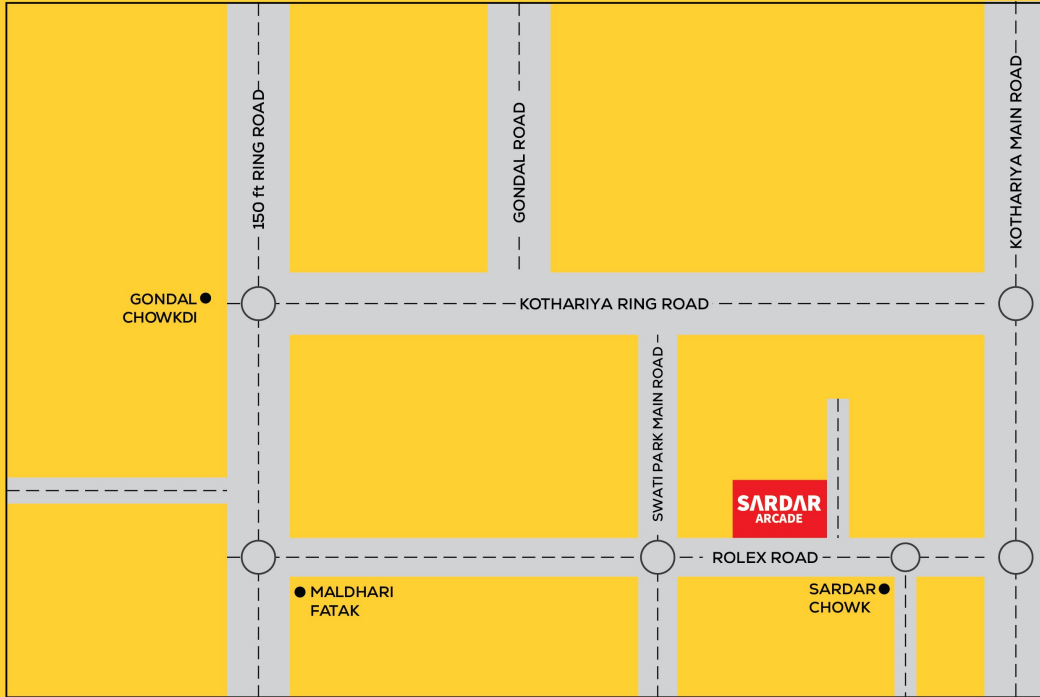 150 ft RING ROAD
GONDAL ROAD
KOTHARIYA MAIN ROAD
GONDAL
CHOWKDI
KOTHARIYA RING ROAD
SWATI PARK MAIN ROAD
SARDAR
ARCADE
ROLEX ROAD
MALDHARI
FATAK
SARDAR
CHOWK